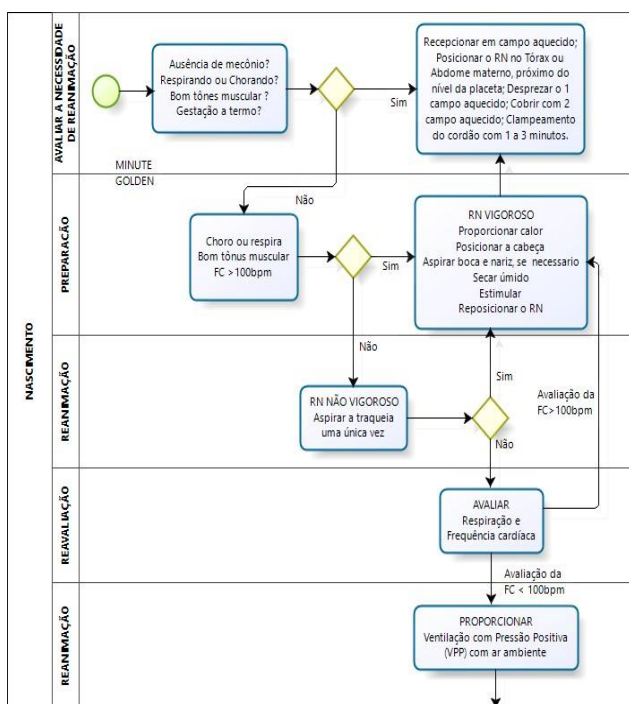 NASCIMENTO
AVALIAR A NECESSIDADE
DE REANIMAÇÃO
Ausência de mecônio?
Respirando ou Chorando?
Bom tônes muscular ?
Gestação a termo?
Sim
Recepcionar em campo aquecido;
Posicionar o RN no Tórax ou
Abdome materno, próximo do
nível da placeta; Desprezar o 1
campo aquecido; Cobrir com 2
campo aquecido; Clampeamento
do cordão com 1 a 3 minutos.
MINUTE
GOLDEN
Não
PREPARAÇÃO
Choro ou respira
Bom tônus muscular
FC >100bpm
Sim
RN VIGOROSO
Proporcionar calor
Posicionar a cabeça
Aspirar boca e nariz, se necessario
Secar úmido
Estimular
Reposicionar o RN
Não
REANIMAÇÃO
RN NÃO VIGOROSO
Aspirar a traqueia
uma única vez
Sim
Não
Avaliação da
FC>100bpm
REAVALIAÇÃO
AVALIAR
Respiração e
Frequência cardíaca
Avaliação da
FC < 100bpm
REANIMAÇÃO
PROPORCIONAR
Ventilação com Pressão Positiva
(VPP) com ar ambiente